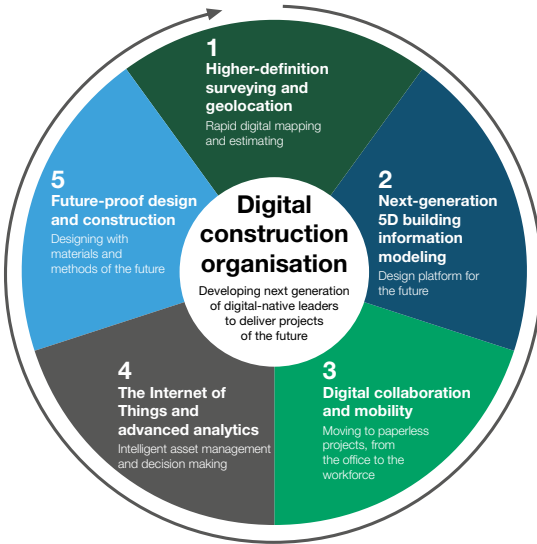 1
Higher-definition
surveying and
geolocation
Rapid digital mapping
and estimating
2
Next-generation
5D building
information
modeling
Design platform for
the future
3
Digital collaboration
and mobility
Moving to paperless
projects, from
the office to the
workforce
4
The Internet of
Things and
advanced analytics
Intelligent asset management
and decision making
5
Future-proof design
and construction
Designing with
materials and
methods of the future
Digital
construction
organisation
Developing next generation
of digital-native leaders
to deliver projects
of the future